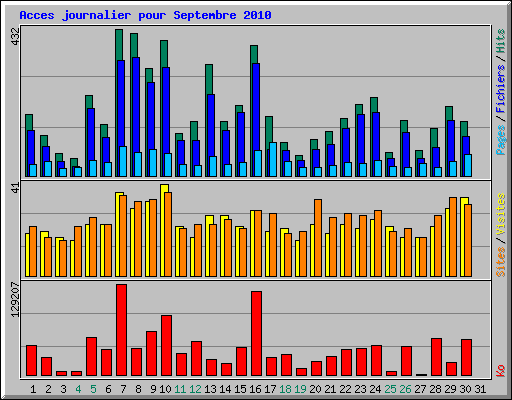 Acces journalier pour Septembre 2010
432
Pages / Fichiers / Hits
41
Sites / Visites
129207
Ko
1 2 3 4 5 6 7 8 9 10 11 12 13 14 15 16 17 18 19 20 21 22 23 24 25 26 27 28 29 30 31